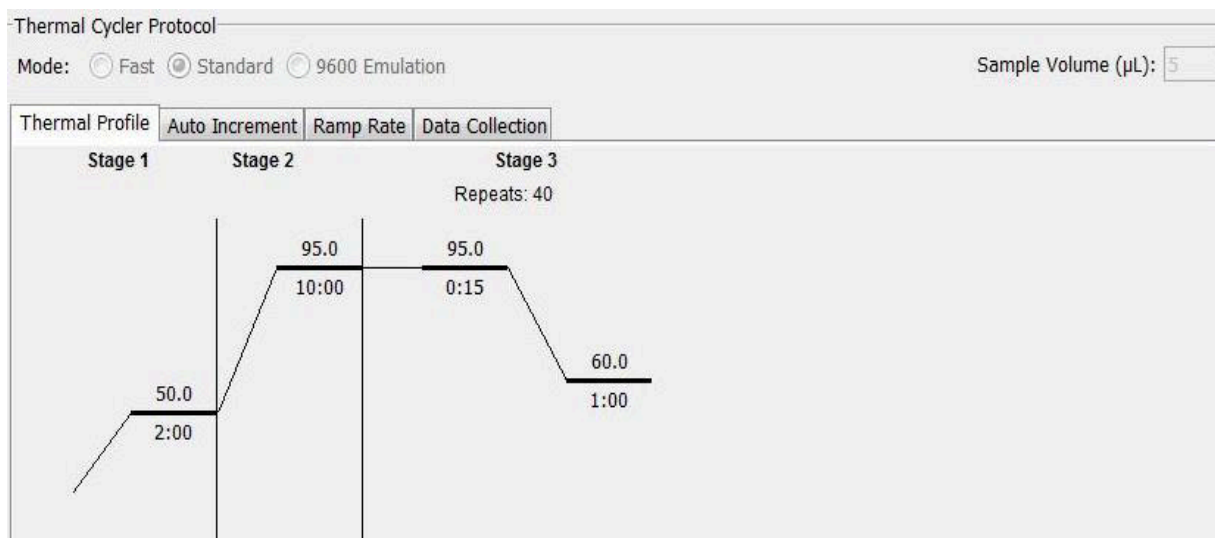 Thermal Cycler Protocol
Mode: Fast Standard 9600 Emulation Sample Volume (μL): 5
Thermal Profile Auto Increment Ramp Rate Data Collection
Stage 1 Stage 2 Stage 3
Repeats: 40
95.0 95.0
10:00 0:15
60.0
1:00
50.0
2:00